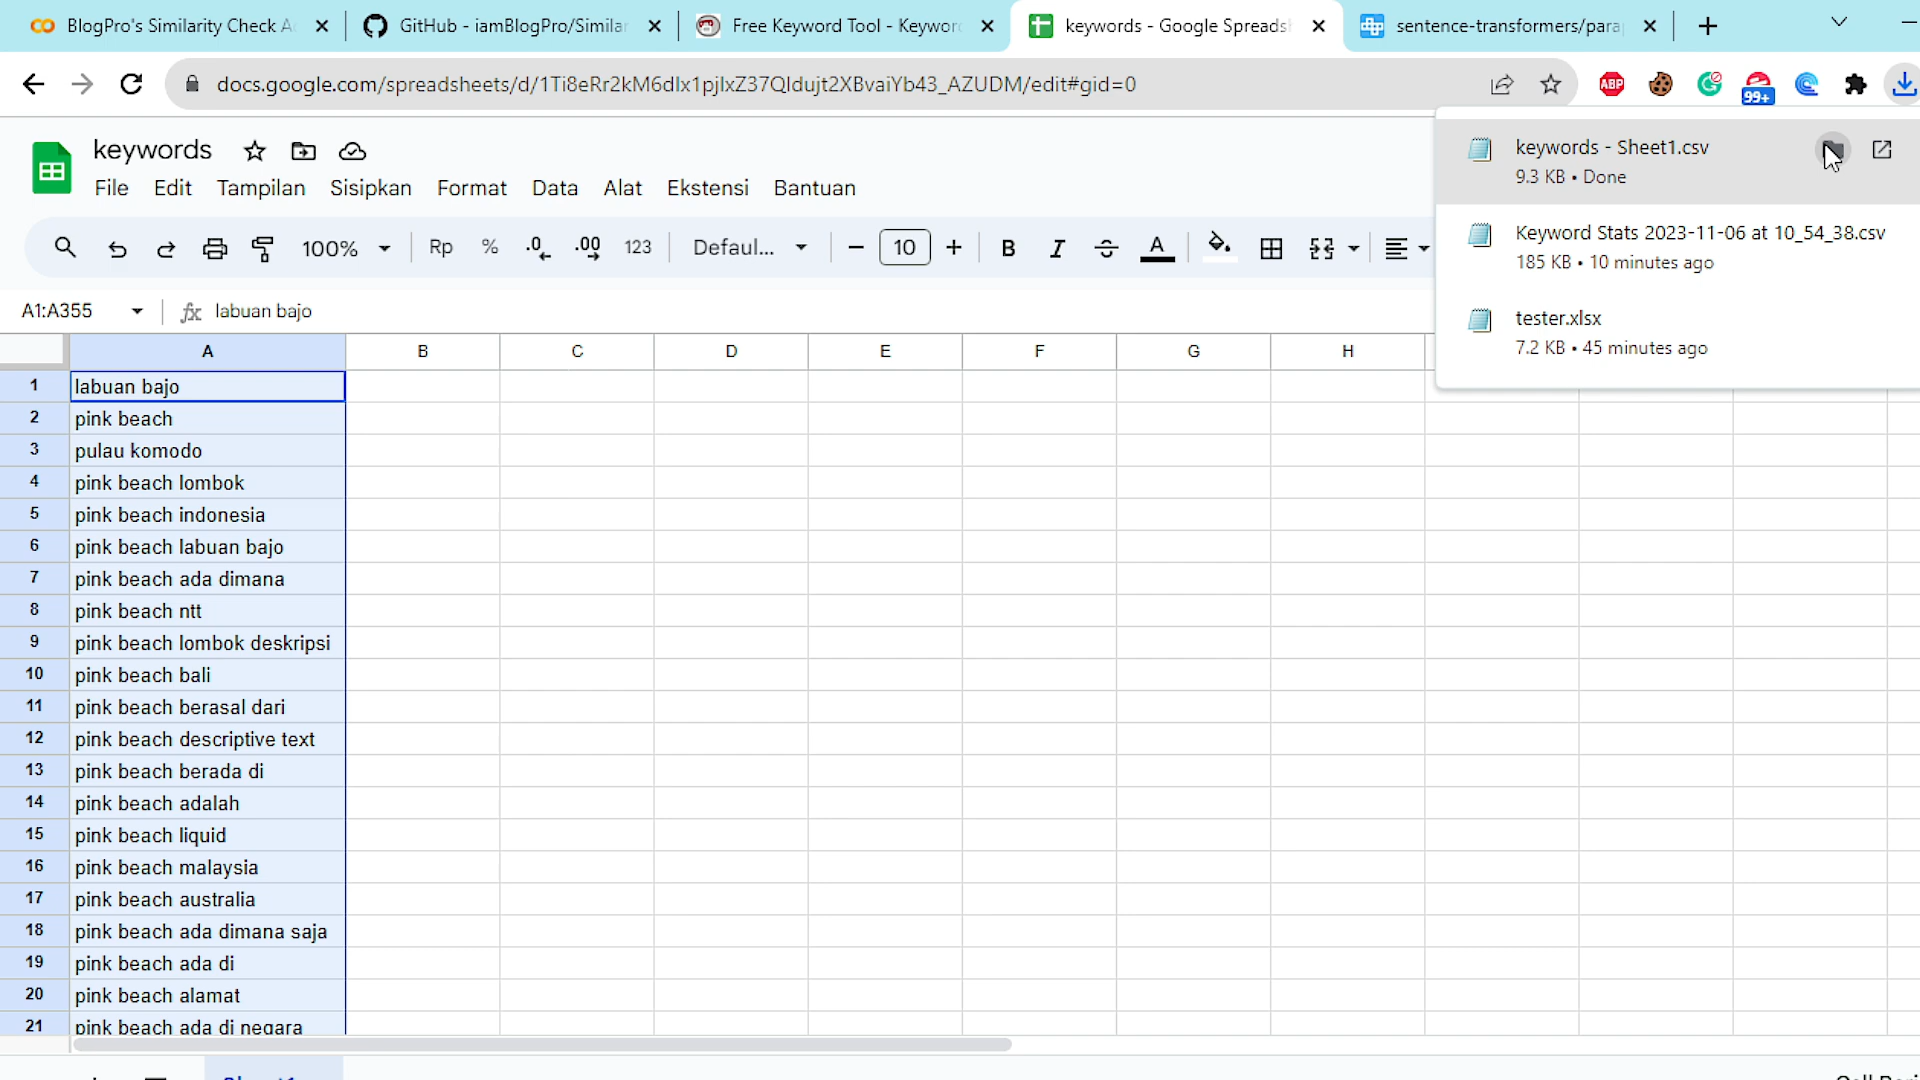 BlogPro's Similarity Check A
GitHub - iamBlogPro/Similar
Free Keyword Tool - Keyword
keywords - Google Spreadsh
sentence-transformers/para
docs.google.com/spreadsheets/d/1Ti8eRr2kM6dlx1pjlxZ37Qldujt2XBvaiYb43_AZUDM/edit#gid=0
ABP
99+
keywords
File Edit Tampilan Sisipkan Format Data Alat Ekstensi Bantuan
100% Rp % .0 .00 123 Defaul... 10 B I A
A1:A355 fx labuan bajo
keywords - Sheet1.csv
9.3 KB • Done
Keyword Stats 2023-11-06 at 10_54_38.csv
185 KB • 10 minutes ago
tester.xlsx
7.2 KB • 45 minutes ago
A B C D E F G H
1 labuan bajo
2 pink beach
3 pulau komodo
4 pink beach lombok
5 pink beach indonesia
6 pink beach labuan bajo
7 pink beach ada dimana
8 pink beach ntt
9 pink beach lombok deskripsi
10 pink beach bali
11 pink beach berasal dari
12 pink beach descriptive text
13 pink beach berada di
14 pink beach adalah
15 pink beach liquid
16 pink beach malaysia
17 pink beach australia
18 pink beach ada dimana saja
19 pink beach ada di
20 pink beach alamat
21 pink beach ada di negara